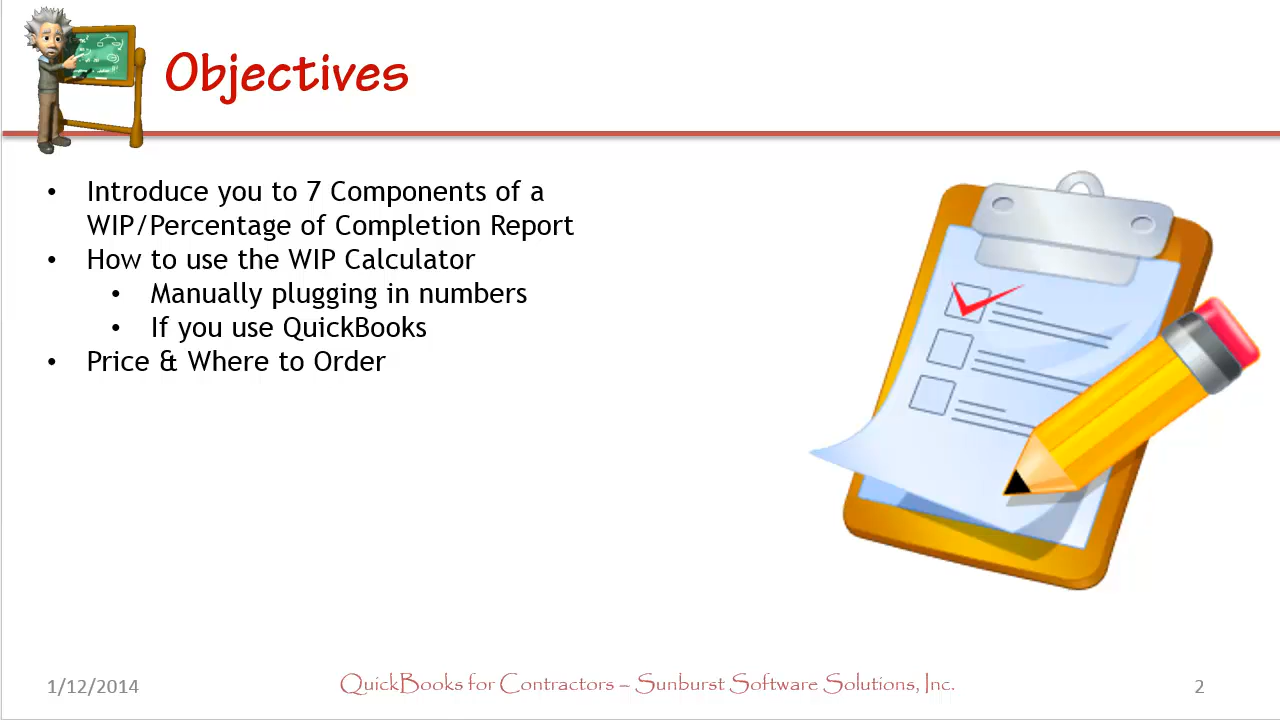 Objectives
• Introduce you to 7 Components of a
WIP/Percentage of Completion Report
• How to use the WIP Calculator
• Manually plugging in numbers
• If you use QuickBooks
• Price & Where to Order
1/12/2014
QuickBooks for Contractors – Sunburst Software Solutions, Inc.
2